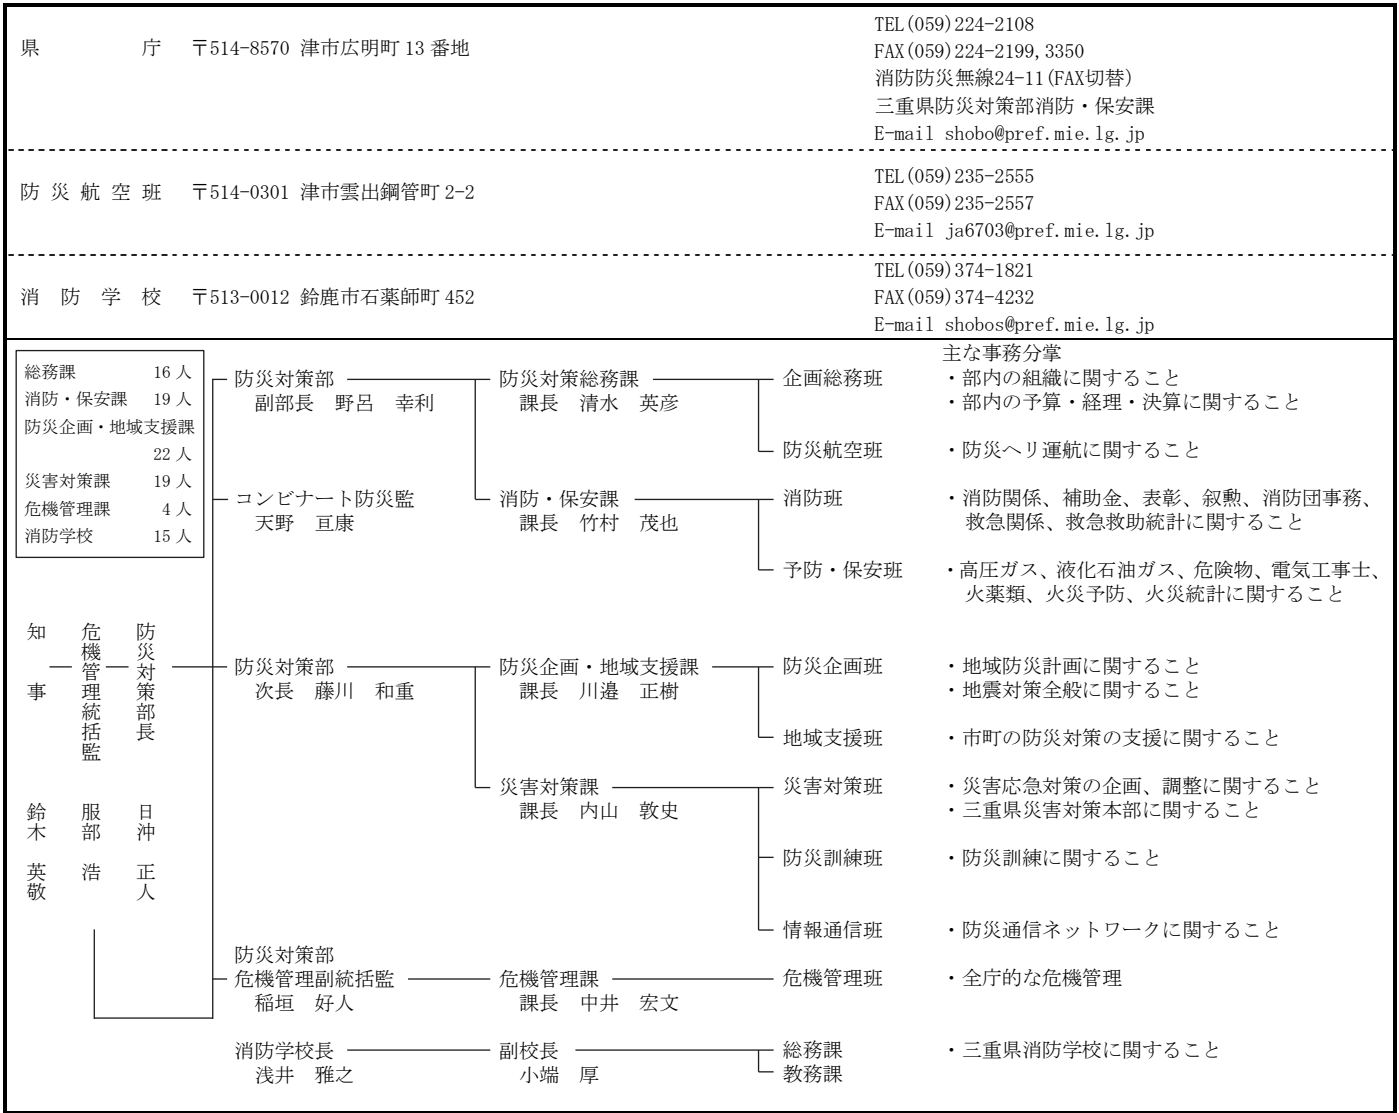 県　　　　庁　〒514-8570 津市広明町 13 番地
TEL(059)224-2108
FAX(059)224-2199,3350
消防防災無線24-11(FAX切替)
三重県防災対策部消防・保安課
E-mail shobo@pref.mie.lg.jp
防 災 航 空 班　〒514-0301 津市雲出鋼管町 2-2
TEL(059)235-2555
FAX(059)235-2557
E-mail ja6703@pref.mie.lg.jp
消　防　学　校　〒513-0012 鈴鹿市石薬師町 452
TEL(059)374-1821
FAX(059)374-4232
E-mail shobos@pref.mie.lg.jp
総務課　16 人
消防・保安課　19 人
防災企画・地域支援課
22 人
災害対策課　19 人
危機管理課　4 人
消防学校　15 人
知　事　鈴木　英敬
危機管理統括監　服部　浩
防災対策部長　日沖　正人
主な事務分掌
防災対策部
副部長　野呂　幸利
防災対策総務課
課長　清水　英彦
企画総務班
・部内の組織に関すること
・部内の予算・経理・決算に関すること
防災航空班
・防災ヘリ運航に関すること
コンビナート防災監
天野　亘康
消防・保安課
課長　竹村　茂也
消防班
・消防関係、補助金、表彰、叙勲、消防団事務、
救急関係、救急救助統計に関すること
予防・保安班
・高圧ガス、液化石油ガス、危険物、電気工事士、
火薬類、火災予防、火災統計に関すること
防災対策部
次長　藤川　和重
防災企画・地域支援課
課長　川邉　正樹
防災企画班
・地域防災計画に関すること
・地震対策全般に関すること
地域支援班
・市町の防災対策の支援に関すること
災害対策課
課長　内山　敦史
災害対策班
・災害応急対策の企画、調整に関すること
・三重県災害対策本部に関すること
防災訓練班
・防災訓練に関すること
情報通信班
・防災通信ネットワークに関すること
防災対策部
危機管理副統括監
稲垣　好人
危機管理課
課長　中井　宏文
危機管理班
・全庁的な危機管理
消防学校長
浅井　雅之
副校長
小端　厚
総務課
教務課
・三重県消防学校に関すること